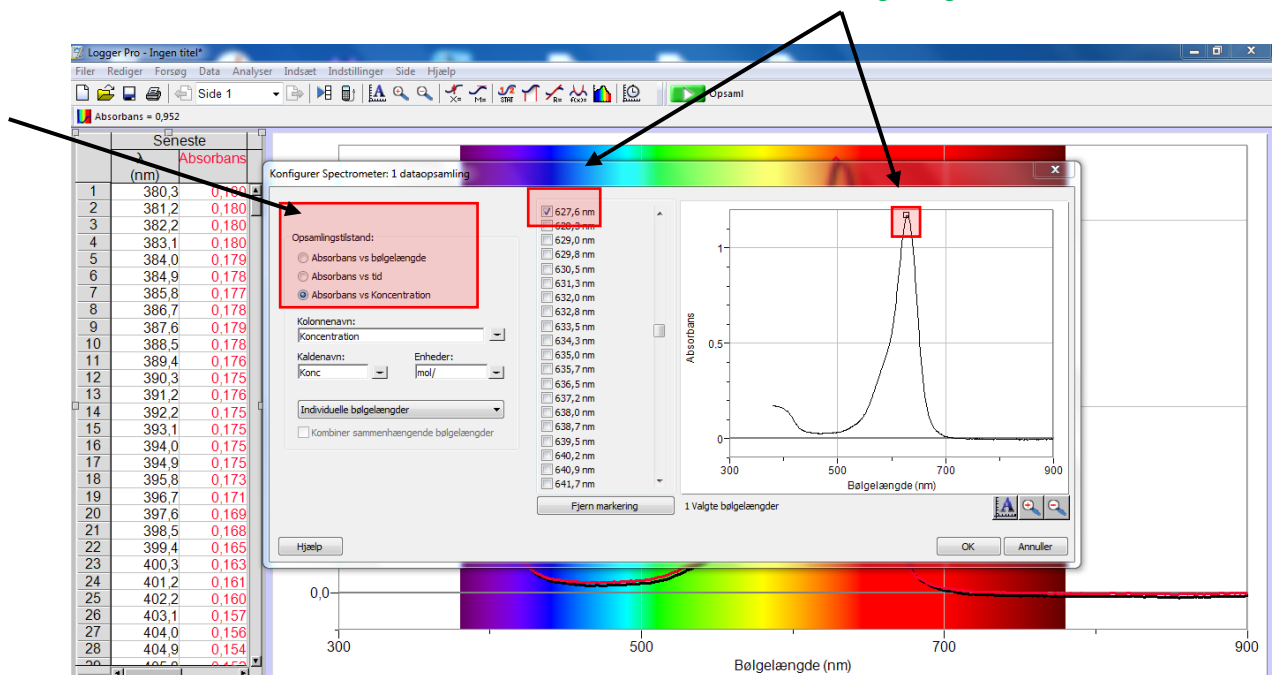 Logger Pro - Ingen titel*
Filer Rediger Forsøg Data Analyser Indsæt Indstillinger Side Hjælp
Side 1
X= M= STAT R= f(x)= Opsaml
Absorbans = 0,952
Seneste
λ Absorbans
(nm)
1 380,3 0,180
2 381,2 0,180
3 382,2 0,180
4 383,1 0,180
5 384,0 0,179
6 384,9 0,178
7 385,8 0,177
8 386,7 0,178
9 387,6 0,179
10 388,5 0,178
11 389,4 0,176
12 390,3 0,175
13 391,2 0,176
14 392,2 0,175
15 393,1 0,175
16 394,0 0,175
17 394,9 0,175
18 395,8 0,173
19 396,7 0,171
20 397,6 0,169
21 398,5 0,168
22 399,4 0,165
23 400,3 0,163
24 401,2 0,161
25 402,2 0,160
26 403,1 0,157
27 404,0 0,156
28 404,9 0,154
Konfigurer Spectrometer: 1 dataopsamling
x
Opsamlingstilstand:
Absorbans vs bølgelængde
Absorbans vs tid
Absorbans vs Koncentration
Kolonnenavn:
Koncentration
Kaldenavn: Enheder:
Konc mol/
Individuelle bølgelængder
Kombiner sammenhængende bølgelængder
627,6 nm
628,3 nm
629,0 nm
629,8 nm
630,5 nm
631,3 nm
632,0 nm
632,8 nm
633,5 nm
634,3 nm
635,0 nm
635,7 nm
636,5 nm
637,2 nm
638,0 nm
638,7 nm
639,5 nm
640,2 nm
640,9 nm
641,7 nm
Fjern markering
Absorbans
1
0.5
0
300 500 700 900
Bølgelængde (nm)
1 Valgte bølgelængder
Hjælp OK Annuller
0,0
300 500 700 900
Bølgelængde (nm)